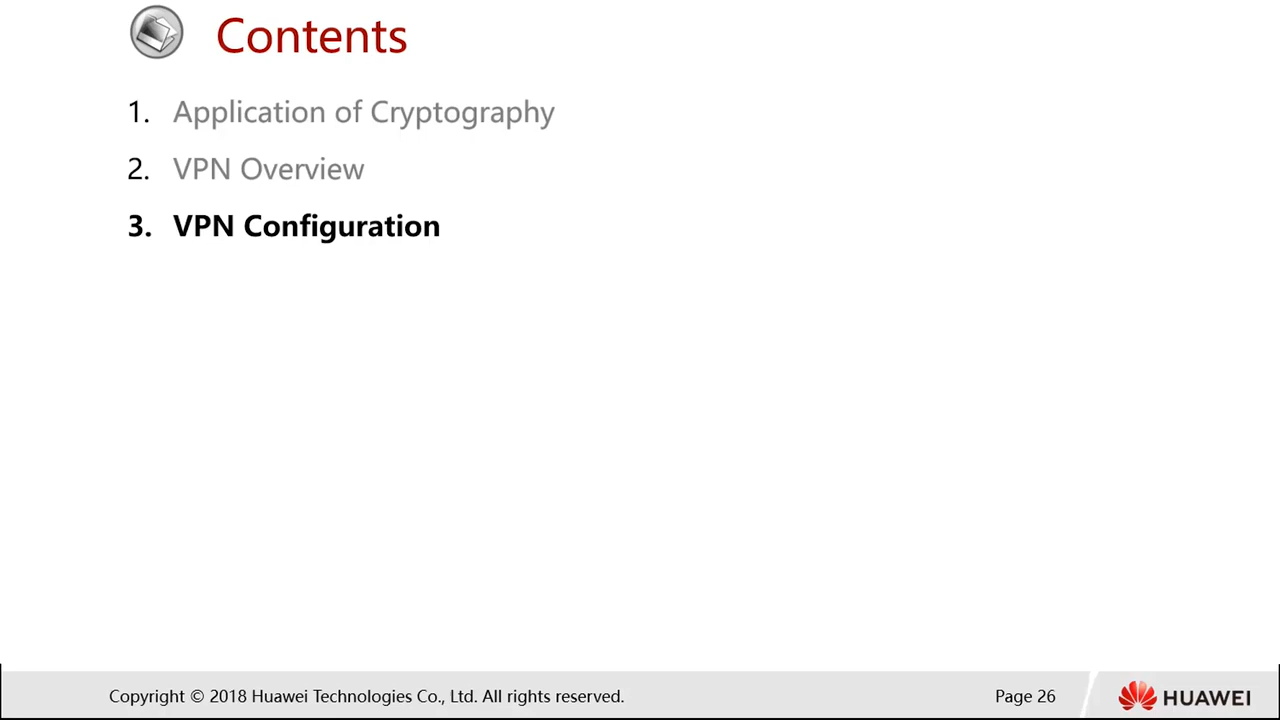 Contents
1. Application of Cryptography
2. VPN Overview
3. VPN Configuration
Copyright © 2018 Huawei Technologies Co., Ltd. All rights reserved.
Page 26
HUAWEI